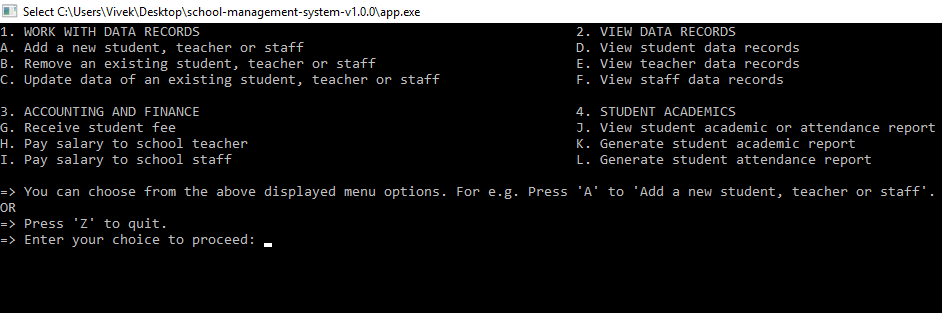 Select C:\Users\Vivek\Desktop\school-management-system-v1.0.0\app.exe
1. WORK WITH DATA RECORDS 2. VIEW DATA RECORDS
A. Add a new student, teacher or staff D. View student data records
B. Remove an existing student, teacher or staff E. View teacher data records
C. Update data of an existing student, teacher or staff F. View staff data records
3. ACCOUNTING AND FINANCE 4. STUDENT ACADEMICS
G. Receive student fee J. View student academic or attendance report
H. Pay salary to school teacher K. Generate student academic report
I. Pay salary to school staff L. Generate student attendance report
=> You can choose from the above displayed menu options. For e.g. Press 'A' to 'Add a new student, teacher or staff'.
OR
=> Press 'Z' to quit.
=> Enter your choice to proceed: